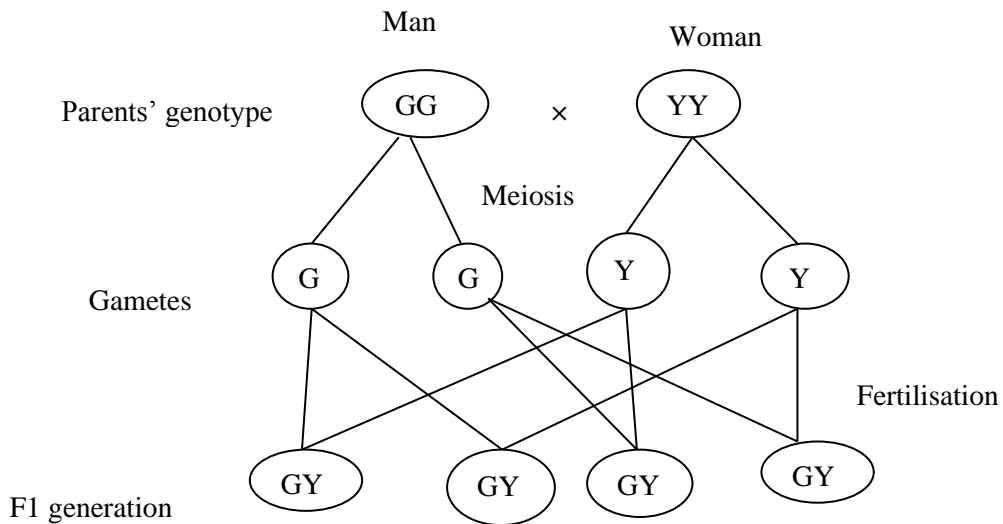 Man
Woman
Parents’ genotype
GG
×
YY
Meiosis
G
G
Y
Y
Gametes
Fertilisation
GY
GY
GY
GY
F1 generation